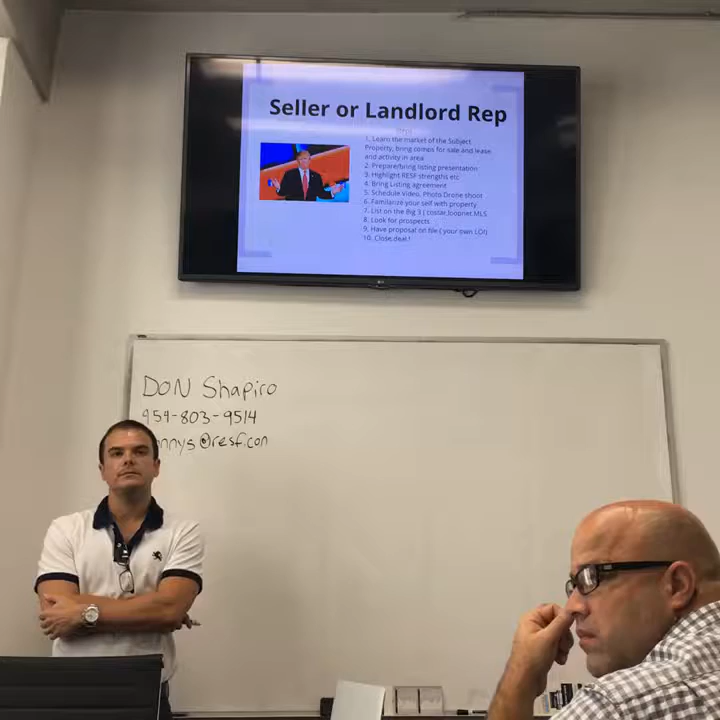 Seller or Landlord Rep
Steps
1. Learn the market of the Subject
Property, bring comps for sale and lease
and activity in area
2. Prepare/bring listing presentation
3. Highlight RESF strengths etc
4. Bring Listing agreement
5. Schedule Video, Photo Drone shoot
6. Familarize your self with property
7. List on the Big 3 ( costar,loopnet,MLS
8. Look for prospects
9. Have proposal on file ( your own LOI)
10. Close deal !
LG
DON Shapiro
954-803-9514
nnys@resf.com